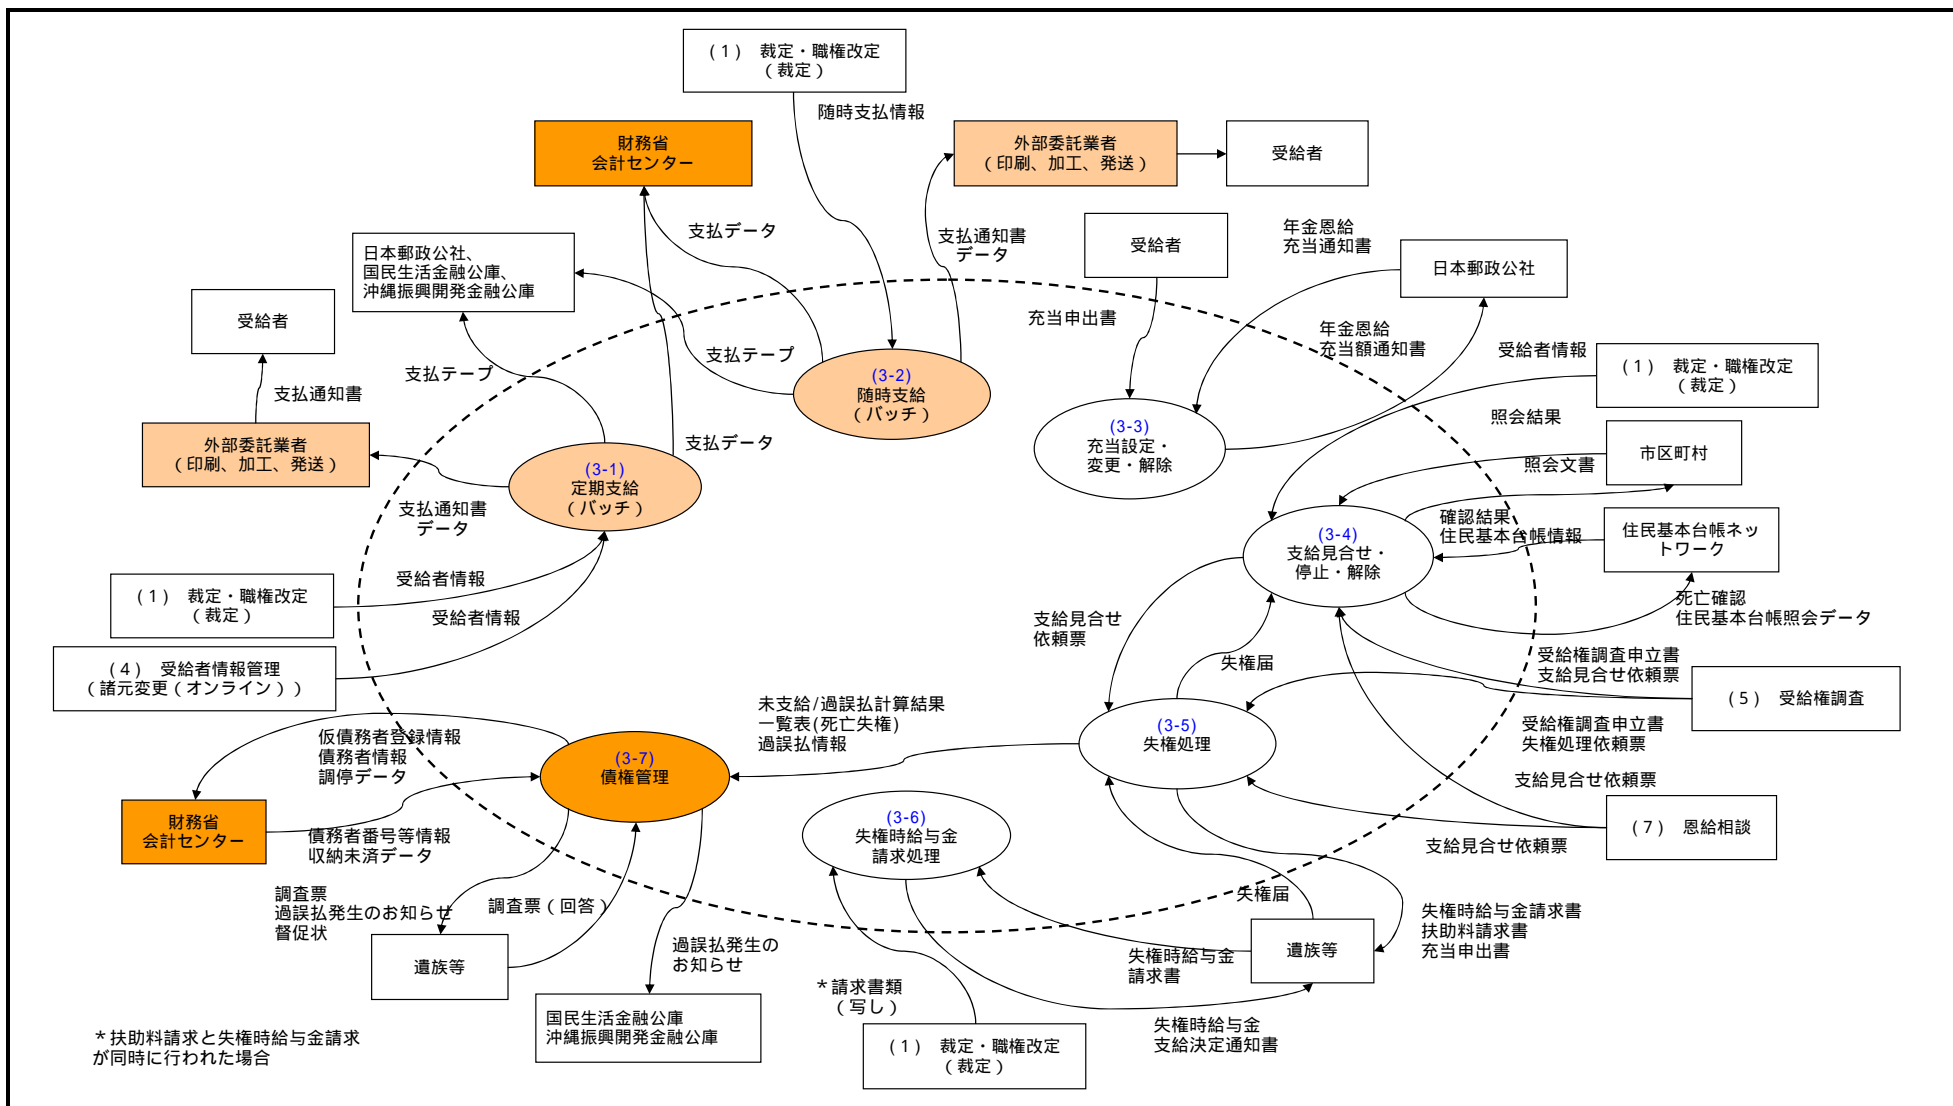 (1) 裁定・職権改定
(裁定)
随時支払情報
財務省
会計センター
外部委託業者
(印刷、加工、発送)
受給者
支払データ
支払通知書
データ
受給者
年金恩給
充当通知書
日本郵政公社
日本郵政公社、
国民生活金融公庫、
沖縄振興開発金融公庫
受給者
充当申出書
年金恩給
充当額通知書
受給者情報
(1) 裁定・職権改定
(裁定)
支払テープ
支払テープ
(3-2)
随時支給
(バッチ)
支払通知書
外部委託業者
(印刷、加工、発送)
支払データ
(3-1)
定期支給
(バッチ)
(3-3)
充当設定・
変更・解除
照会結果
市区町村
照会文書
支払通知書
データ
確認結果
住民基本台帳情報
住民基本台帳ネッ
トワーク
(3-4)
支給見合せ・
停止・解除
(1) 裁定・職権改定
(裁定)
受給者情報
受給者情報
死亡確認
住民基本台帳照会データ
支給見合せ
依頼票
失権届
(4) 受給者情報管理
(諸元変更(オンライン))
受給権調査申立書
支給見合せ依頼票
(5) 受給権調査
未支給/過誤払計算結果
一覧表(死亡失権)
過誤払情報
(3-5)
失権処理
受給権調査申立書
失権処理依頼票
仮債務者登録情報
債務者情報
調停データ
(3-7)
債権管理
支給見合せ依頼票
財務省
会計センター
債務者番号等情報
収納未済データ
(3-6)
失権時給与金
請求処理
支給見合せ依頼票
(7) 恩給相談
調査票
過誤払発生のお知らせ
督促状
調査票(回答)
失権届
失権時給与金請求書
扶助料請求書
充当申出書
遺族等
過誤払発生の
お知らせ
失権時給与金
請求書
遺族等
*請求書類
(写し)
国民生活金融公庫
沖縄振興開発金融公庫
失権時給与金
支給決定通知書
(1) 裁定・職権改定
(裁定)
*扶助料請求と失権時給与金請求
が同時に行われた場合